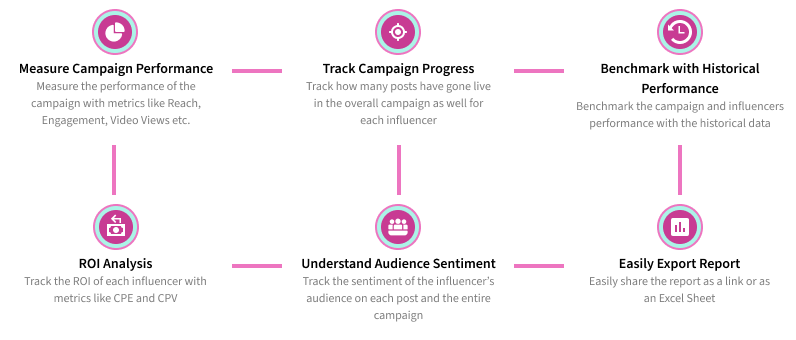 Measure Campaign Performance
Measure the performance of the
campaign with metrics like Reach,
Engagement, Video Views etc.
Track Campaign Progress
Track how many posts have gone live
in the overall campaign as well for
each influencer
Benchmark with Historical
Performance
Benchmark the campaign and influencers
performance with the historical data
ROI Analysis
Track the ROI of each influencer with
metrics like CPE and CPV
Understand Audience Sentiment
Track the sentiment of the influencer's
audience on each post and the entire
campaign
Easily Export Report
Easily share the report as a link or as
an Excel Sheet